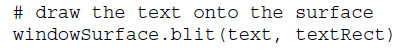 # draw the text onto the surface
windowSurface.blit(text, textRect)